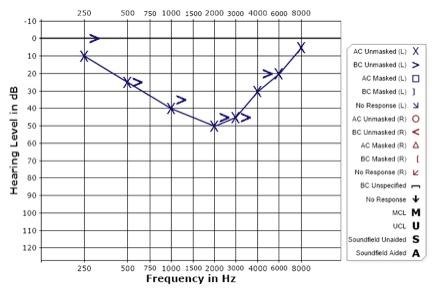 250 500 750 1000 1500 2000 3000 4000 6000 8000
-10
0
10
20
30
40
50
60
70
80
90
100
110
120
Hearing Level in dB
250 500 750 1000 1500 2000 3000 4000 6000 8000
Frequency in Hz
AC Unmasked (L) X
BC Unmasked (L) >
AC Masked (L) □
BC Masked (L) ]
No Response (L) ↘
AC Unmasked (R) O
BC Unmasked (R) <
AC Masked (R) △
BC Masked (R) [
No Response (R) ↙
BC Unspecified
No Response ↓
MCL M
UCL U
Soundfield Unaided S
Soundfield Aided A